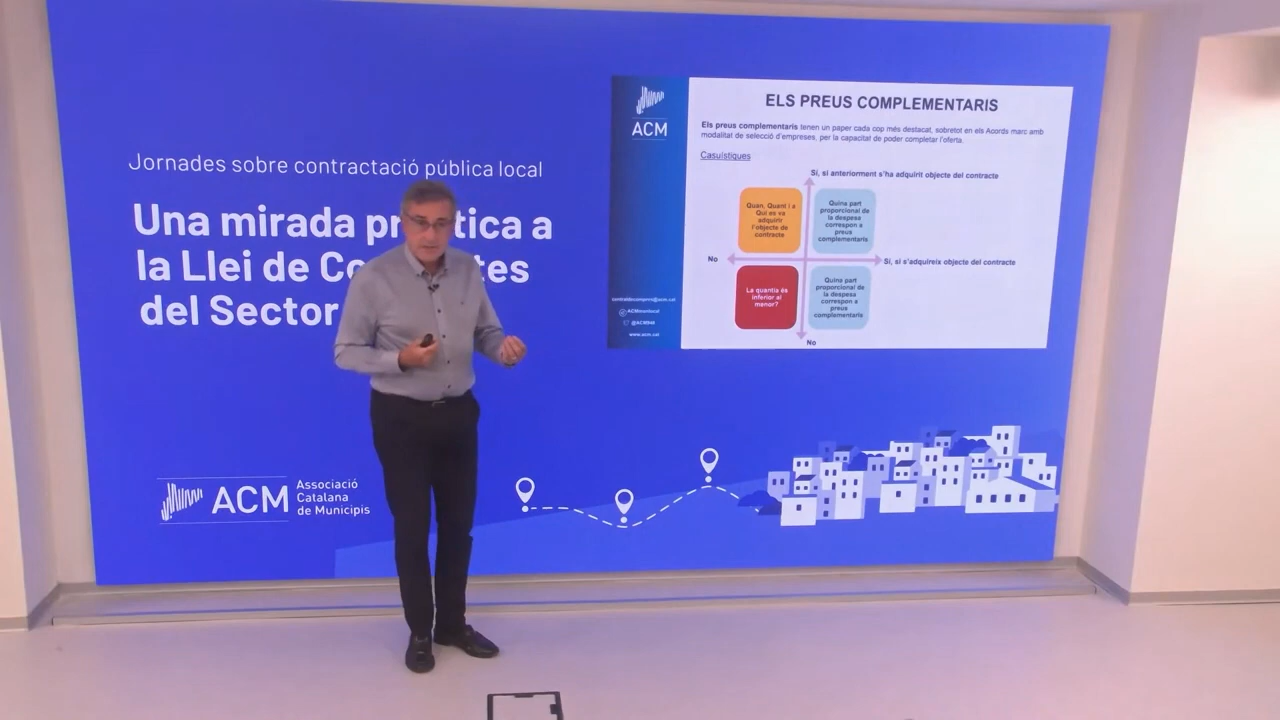 Jornades sobre contractació pública local
Una mirada a
la Llei de
del Sector
ACM
Associació
Catalana
de Municipis
ACM
@acm.cat
@ACM
www.acm.cat
ELS PREUS COMPLEMENTARIS
Els preus complementaris tenen un paper cada cop més destacat, sobretot en els Acords marc amb
modalitat de selecció d'empreses, per la capacitat de poder completar l'oferta.
Casuístiques
Sí, si anteriorment s'ha adquirit objecte del contracte
Quan, Quant i a
Qui es va
adquirir
l'objecte de
contracte
Quina part
proporcional de
la despesa
correspon a
preus
complementaris
No
Sí, si s'adquireix objecte del contracte
La quantia és
inferior al
menor?
Quina part
proporcional de
la despesa
correspon a
preus
complementaris
No